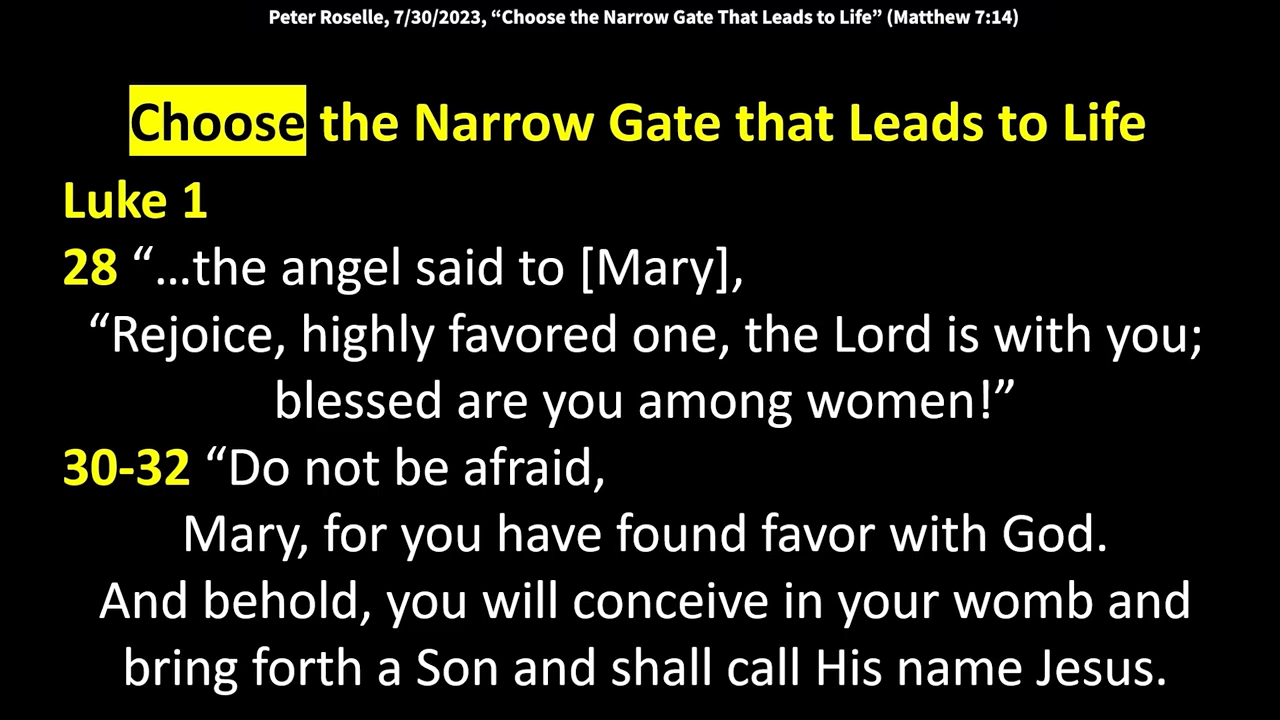 Peter Roselle, 7/30/2023, “Choose the Narrow Gate That Leads to Life” (Matthew 7:14)
Choose the Narrow Gate that Leads to Life
Luke 1
28 “…the angel said to [Mary],
“Rejoice, highly favored one, the Lord is with you;
blessed are you among women!”
30-32 “Do not be afraid,
Mary, for you have found favor with God.
And behold, you will conceive in your womb and
bring forth a Son and shall call His name Jesus.